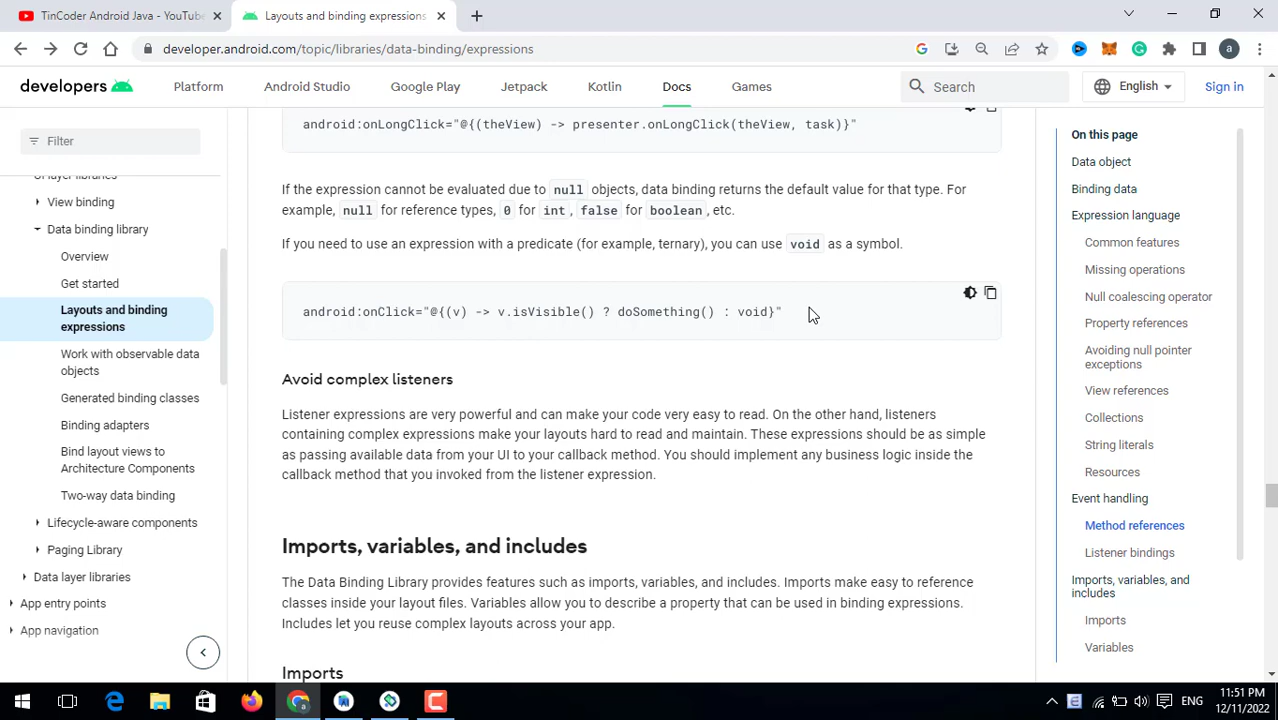 TinCoder Android Java - YouTube
Layouts and binding expressions
developer.android.com/topic/libraries/data-binding/expressions
a
developers
Platform
Android Studio
Google Play
Jetpack
Kotlin
Docs
Games
Search
English
Sign in
Filter
UI layer libraries
View binding
Data binding library
Overview
Get started
Layouts and binding
expressions
Work with observable data
objects
Generated binding classes
Binding adapters
Bind layout views to
Architecture Components
Two-way data binding
Lifecycle-aware components
Paging Library
Data layer libraries
App entry points
App navigation
android:onLongClick="@{(theView) -> presenter.onLongClick(theView, task)}"
If the expression cannot be evaluated due to null objects, data binding returns the default value for that type. For
example, null for reference types, 0 for int, false for boolean, etc.
If you need to use an expression with a predicate (for example, ternary), you can use void as a symbol.
android:onClick="@{(v) -> v.isVisible() ? doSomething() : void}"
Avoid complex listeners
Listener expressions are very powerful and can make your code very easy to read. On the other hand, listeners
containing complex expressions make your layouts hard to read and maintain. These expressions should be as simple
as passing available data from your UI to your callback method. You should implement any business logic inside the
callback method that you invoked from the listener expression.
Imports, variables, and includes
The Data Binding Library provides features such as imports, variables, and includes. Imports make easy to reference
classes inside your layout files. Variables allow you to describe a property that can be used in binding expressions.
Includes let you reuse complex layouts across your app.
Imports
On this page
Data object
Binding data
Expression language
Common features
Missing operations
Null coalescing operator
Property references
Avoiding null pointer
exceptions
View references
Collections
String literals
Resources
Event handling
Method references
Listener bindings
Imports, variables, and
includes
Imports
Variables
ENG
11:51 PM
12/11/2022